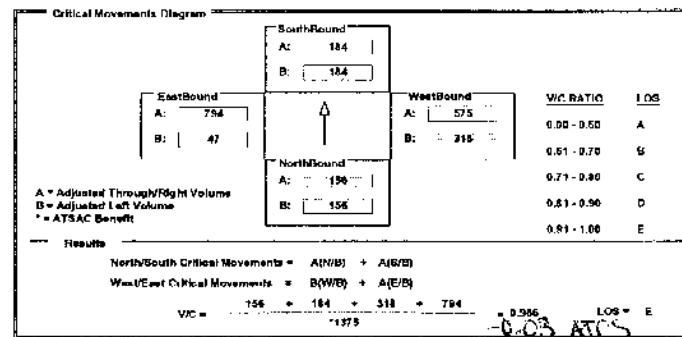 Critical Movements Diagram
SouthBound
A: 184
B: 184
EastBound
A: 794
B: 47
WestBound
A: 575
B: 318
NorthBound
A: 156
B: 156
V/C RATIO LOS
0.00 - 0.60 A
0.61 - 0.70 B
0.71 - 0.80 C
0.81 - 0.90 D
0.91 - 1.00 E
A = Adjusted Through/Right Volume
B = Adjusted Left Volume
* = ATSAC Benefit
Results
North/South Critical Movements = A(N/B) + A(S/B)
West/East Critical Movements = B(W/B) + A(E/B)
V/C = 156 + 184 + 318 + 794
*1375
= 0.986 LOS = E
-0.03 ATCS